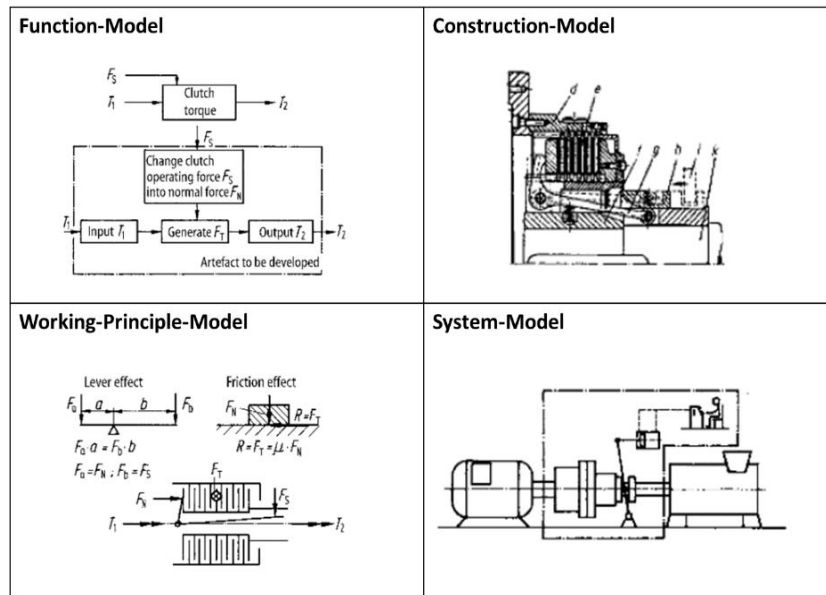 Function-Model
F_S
T_1
Clutch
torque
T_2
F_S
Change clutch
operating force F_S
into normal force F_N
T_1
Input T_1
Generate F_T
Output T_2
T_2
Artefact to be developed
Construction-Model
d
e
f
g
h
i
k
Working-Principle-Model
Lever effect
F_a
a
b
F_b
F_a · a = F_b · b
F_a = F_N ; F_b = F_S
Friction effect
F_N
R = F_T
R = F_T = μ · F_N
F_T
F_N
F_S
T_1
T_2
System-Model